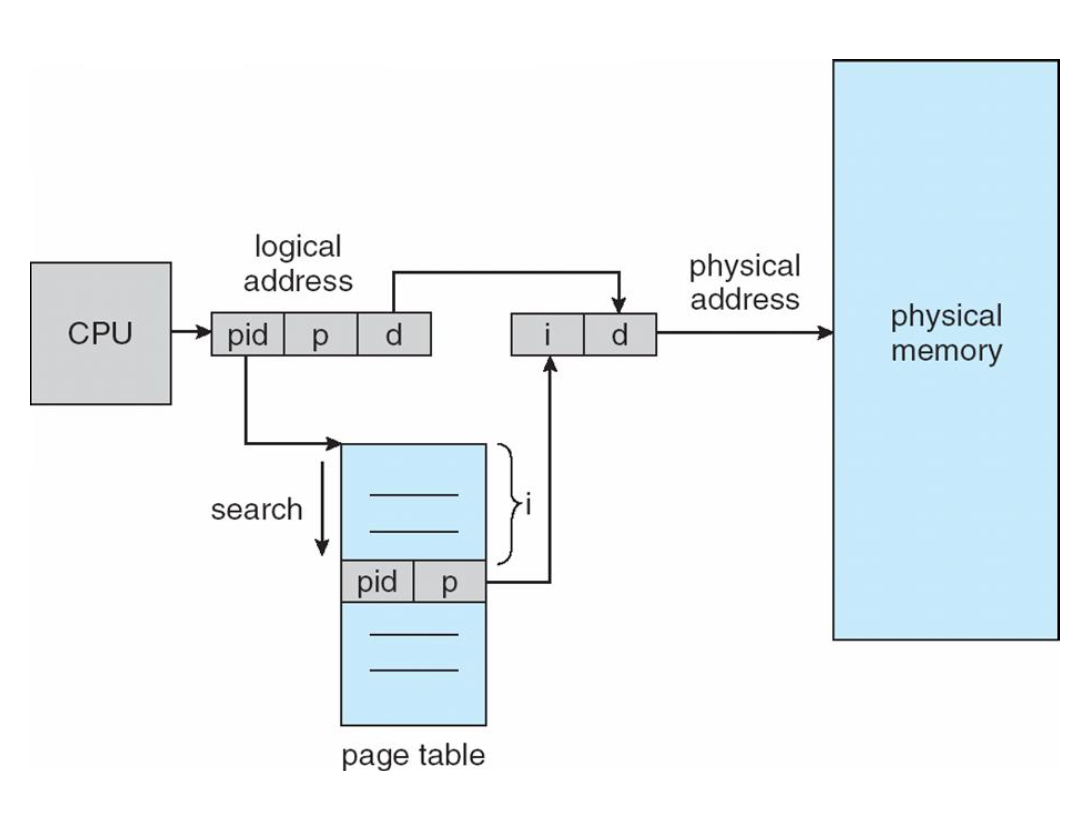 logical
address
physical
address
CPU
pid p d
i d
physical
memory
search
i
pid p
page table